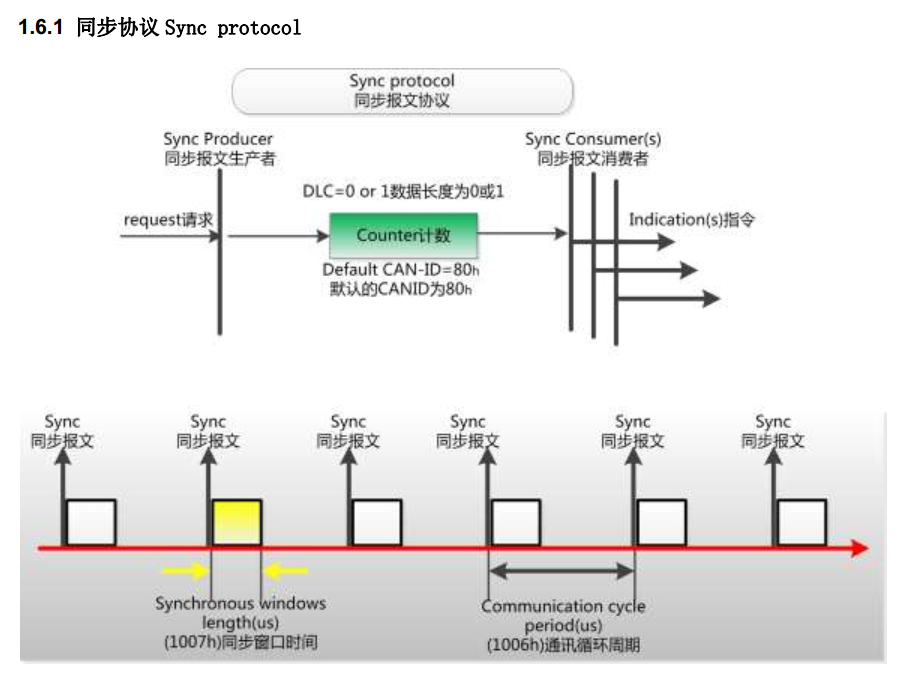 1.6.1 同步协议 Sync protocol
Sync protocol
同步报文协议
Sync Producer
同步报文生产者
Sync Consumer(s)
同步报文消费者
DLC=0 or 1数据长度为0或1
request请求
Counter计数
Indication(s)指令
Default CAN-ID=80h
默认的CANID为80h
Sync
同步报文
Sync
同步报文
Sync
同步报文
Sync
同步报文
Sync
同步报文
Sync
同步报文
Synchronous windows
length(us)
(1007h)同步窗口时间
Communication cycle
period(us)
(1006h)通讯循环周期